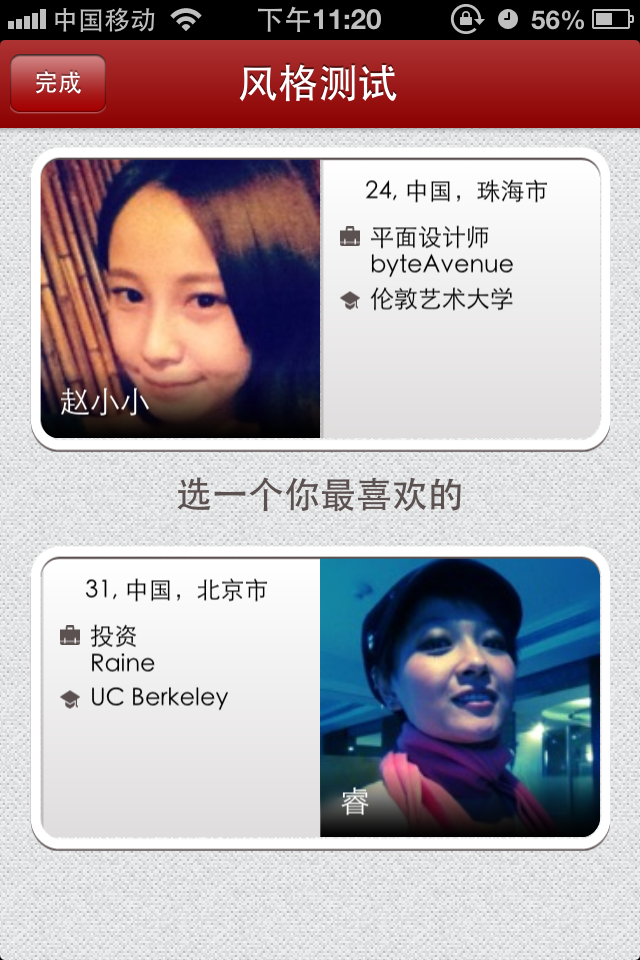 中国移动 下午11:20 56%
完成 风格测试
24, 中国，珠海市
平面设计师
byteAvenue
伦敦艺术大学
赵小小
选一个你最喜欢的
31, 中国，北京市
投资
Raine
UC Berkeley
睿